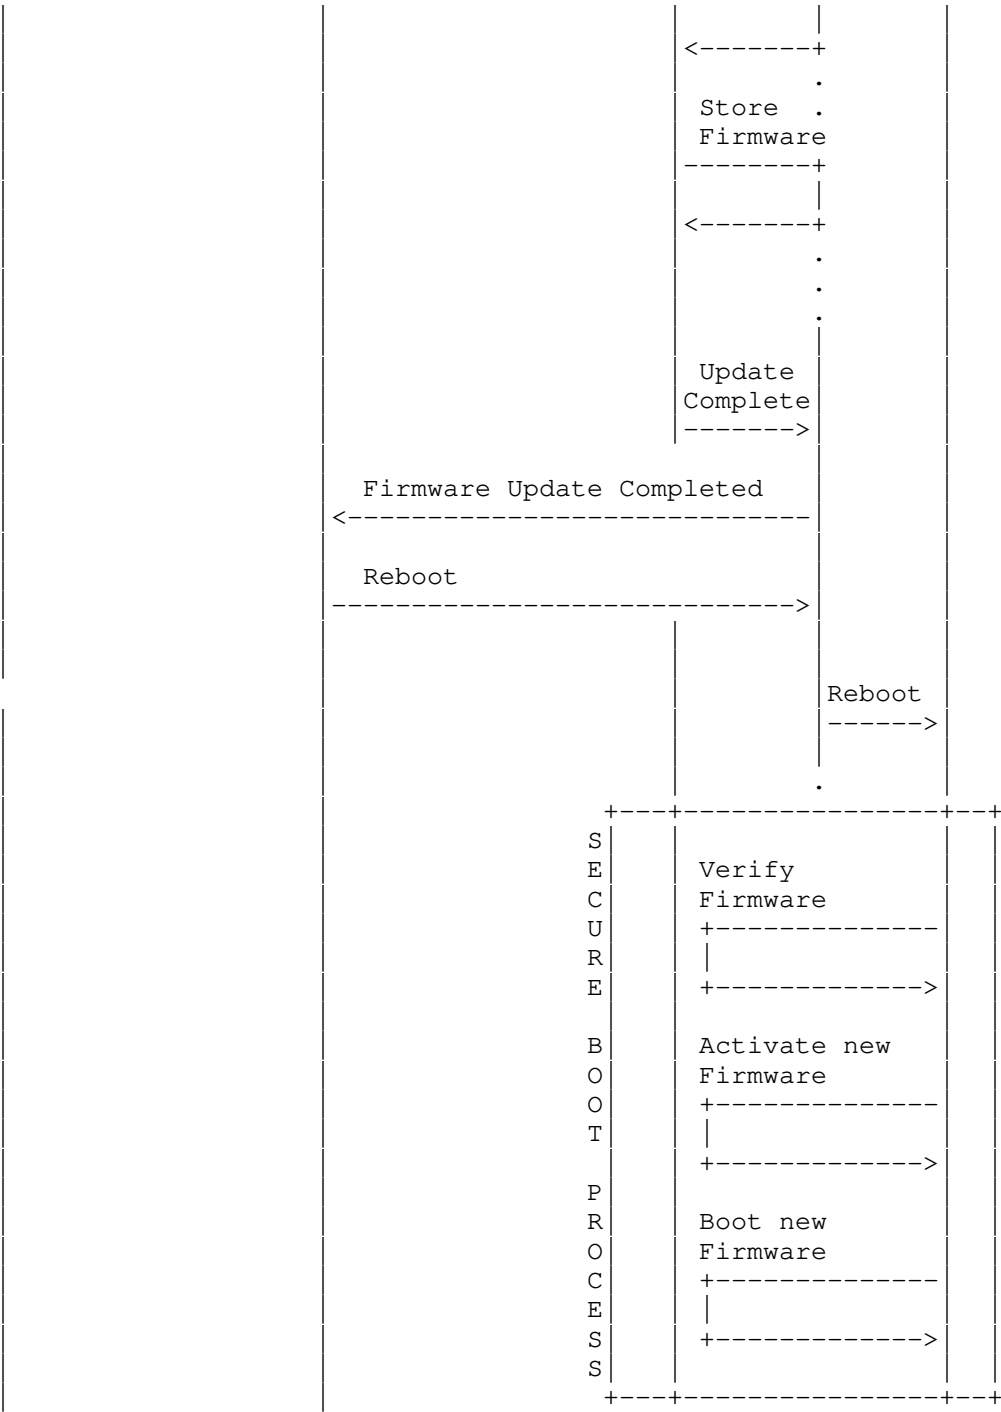 Store
Firmware
Update
Complete
Firmware Update Completed
Reboot
Reboot
S
E Verify
C Firmware
U
R
E
B Activate new
O Firmware
O
T
P
R Boot new
O Firmware
C
E
S
S